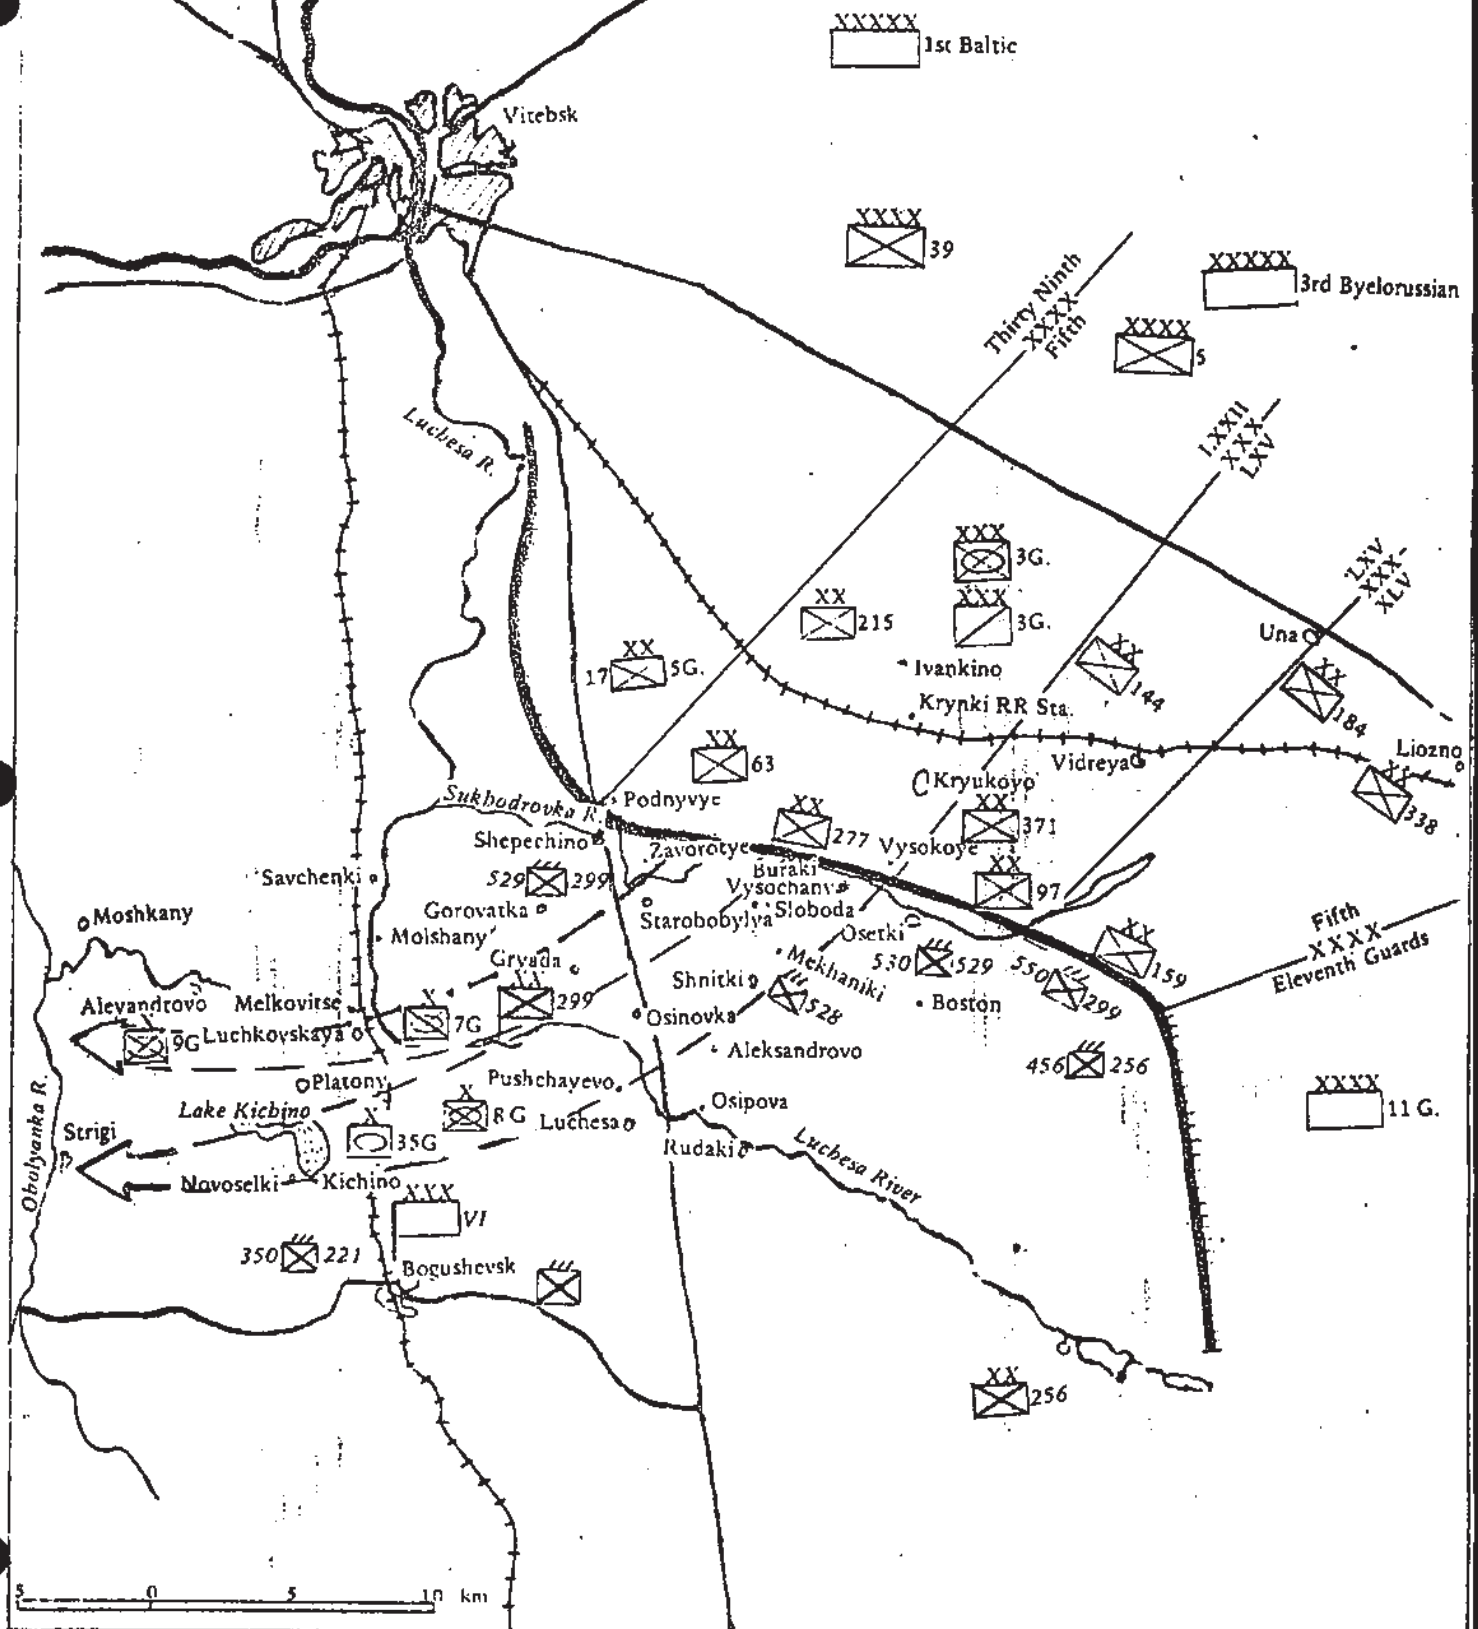 XXXXX
1st Baltic
Vitebsk
XXXX
39
XXXXX
3rd Byelorussian
Thirty Ninth
XXXX
Fifth
XXXX
5
LXXII
XXX
LXV
Luchesa R.
XXX
3G.
LXV
XXX
XLV
XX
215
XXX
3G.
Una
XX
17 5G.
Ivankino
XX
144
XX
184
Krynki RR Sta.
XX
63
Vidreya
Liozno
Kryukovo
XX
338
Sukhodrovka R.
Podnyvye
XX
277
XX
371
Shepechino
Zavorotye
Vysokoye
Buraki
529 299
Vysochany
XX
97
Savchenki
Gorovatka
Starobobylya
Sloboda
Moshkany
Moishany
Osetki
Fifth
XXXX
Eleventh Guards
XX
159
Gryada
Mekhaniki
530 529
550 299
Shnitki
528
Boston
XX
299
Alevandrovo
Melkovitse
X
7G
Osinovka
9G
Luchkovskaya
Aleksandrovo
456 256
Platony
Pushchayevo
XXXX
11 G.
Lake Kichino
X
8 G
Osipova
Strigi
X
35G
Luchesa
Rudaki
Luchesa River
Obolyanka R.
Novoselki
Kichino
XXX
VI
350 221
Bogushevsk
XX
256
5 0 5 10 km